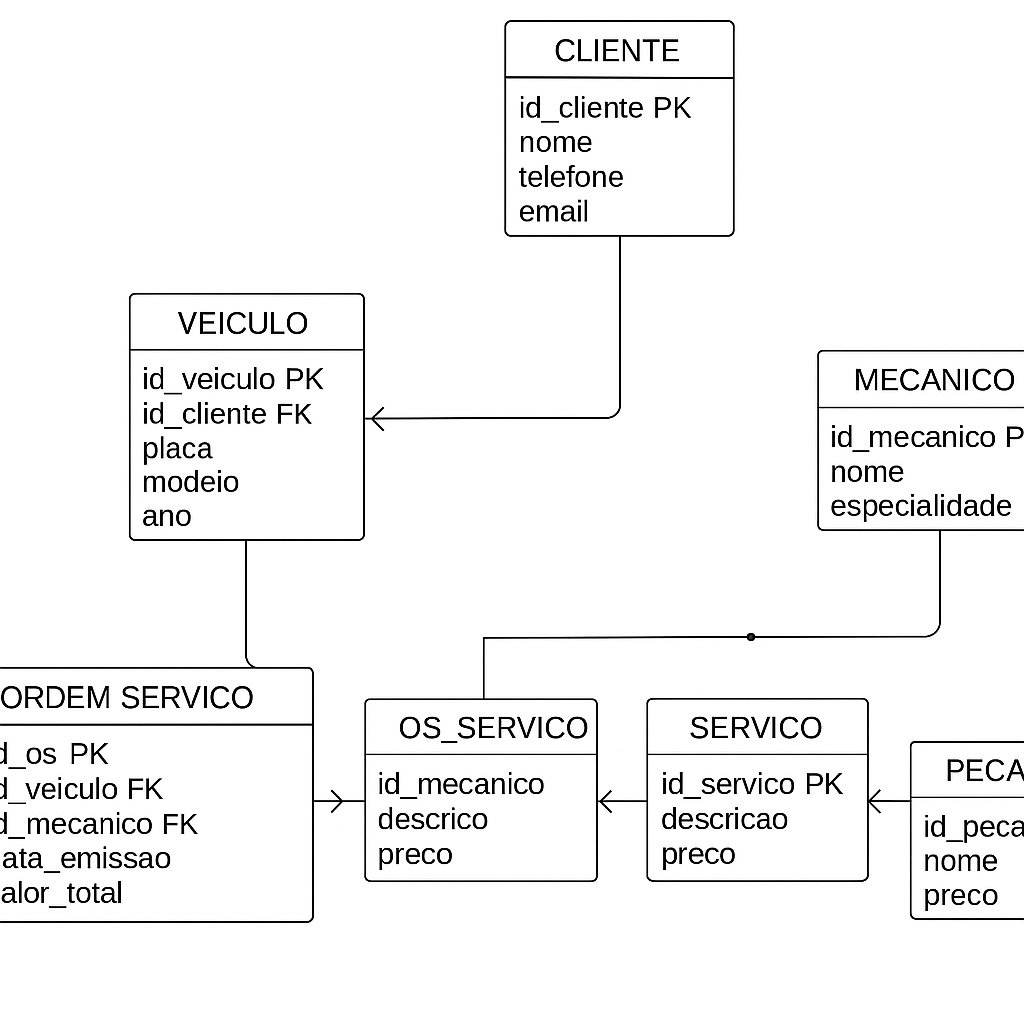 CLIENTE
id_cliente PK
nome
telefone
email
VEICULO
id_veiculo PK
id_cliente FK
placa
modeio
ano
MECANICO
id_mecanico P
nome
especialidade
ORDEM SERVICO
d_os PK
d_veiculo FK
d_mecanico FK
ata_emissao
alor_total
OS_SERVICO
id_mecanico
descrico
preco
SERVICO
id_servico PK
descricao
preco
PECA
id_peca
nome
preco